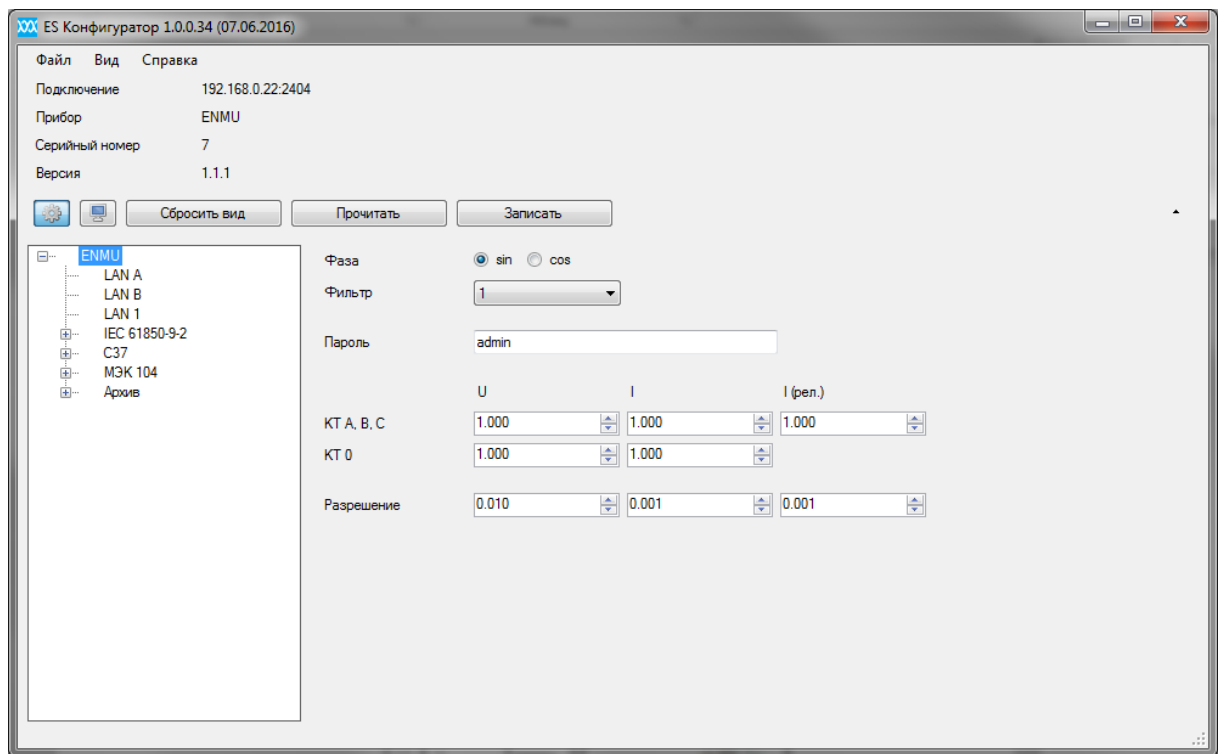 ES Конфигуратор 1.0.0.34 (07.06.2016)
Файл Вид Справка
Подключение 192.168.0.22:2404
Прибор ENMU
Серийный номер 7
Версия 1.1.1
Сбросить вид Прочитать Записать
ENMU
LAN A
LAN B
LAN 1
IEC 61850-9-2
C37
МЭК 104
Архив
Фаза sin cos
Фильтр 1
Пароль admin
U I I (рел.)
КТ A, B, C 1.000 1.000 1.000
КТ 0 1.000 1.000
Разрешение 0.010 0.001 0.001